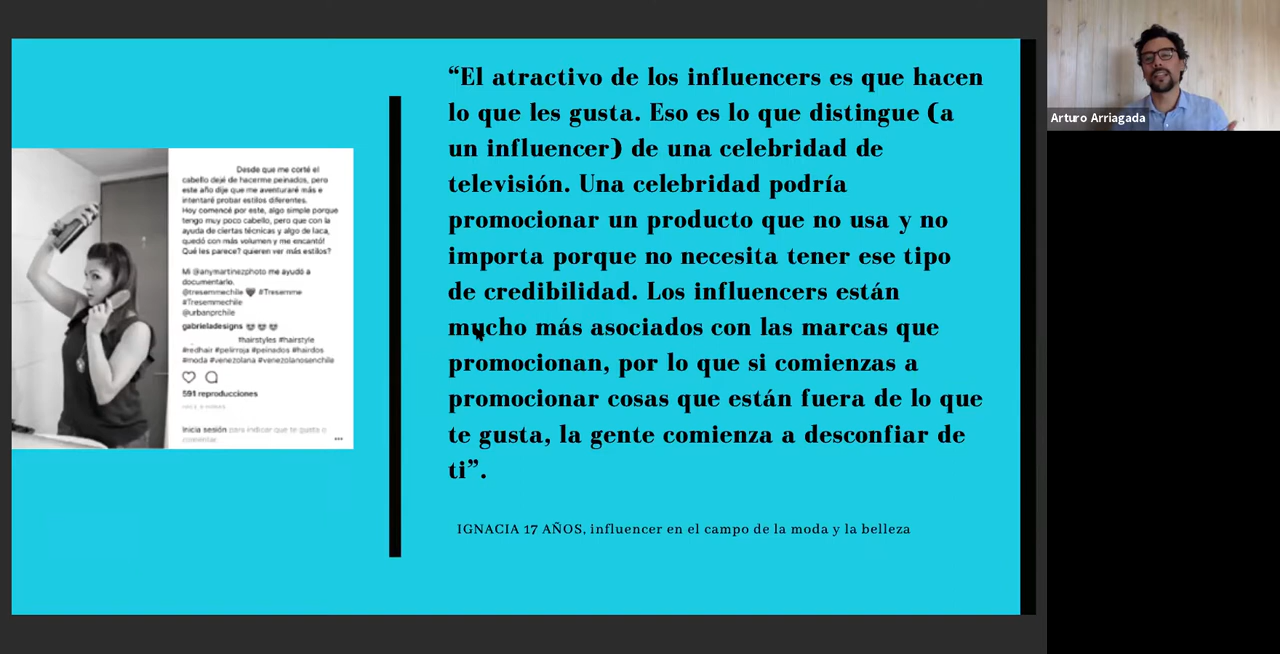 Desde que me corté el
cabello dejé de hacerme peinados, pero
este año dije que me aventuraré más e
intentaré probar estilos diferentes.
Hoy comencé por este, algo simple porque
tengo muy poco cabello, pero que con la
ayuda de ciertas técnicas y algo de laca,
quedó con más volumen y me encantó!
Qué les parece? quieren ver más estilos?
Mi @anymartinezphoto me ayudó a
documentarlo.
@tresemmechile #Tresemme
#Tresemmechile
@urbanprchile
gabrieladesigns
#hairstyles #hairstyle
#redhair #pelirroja #peinados #hairdos
#moda #venezolana #venezolanosenchile
591 reproducciones
Inicia sesión para indicar que te gusta o
comentar.
“El atractivo de los influencers es que hacen
lo que les gusta. Eso es lo que distingue (a
un influencer) de una celebridad de
televisión. Una celebridad podría
promocionar un producto que no usa y no
importa porque no necesita tener ese tipo
de credibilidad. Los influencers están
mucho más asociados con las marcas que
promocionan, por lo que si comienzas a
promocionar cosas que están fuera de lo que
te gusta, la gente comienza a desconfiar de
ti”.
IGNACIA 17 AÑOS, influencer en el campo de la moda y la belleza
Arturo Arriagada